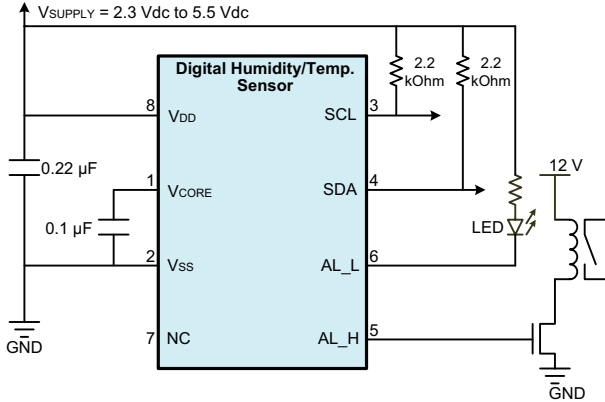 VSUPPLY = 2.3 Vdc to 5.5 Vdc
Digital Humidity/Temp.
Sensor
2.2
kOhm
2.2
kOhm
8
VDD
SCL
3
0.22 µF
1
VCORE
SDA
4
12 V
0.1 µF
LED
2
VSS
AL_L
6
7
NC
AL_H
5
GND
GND